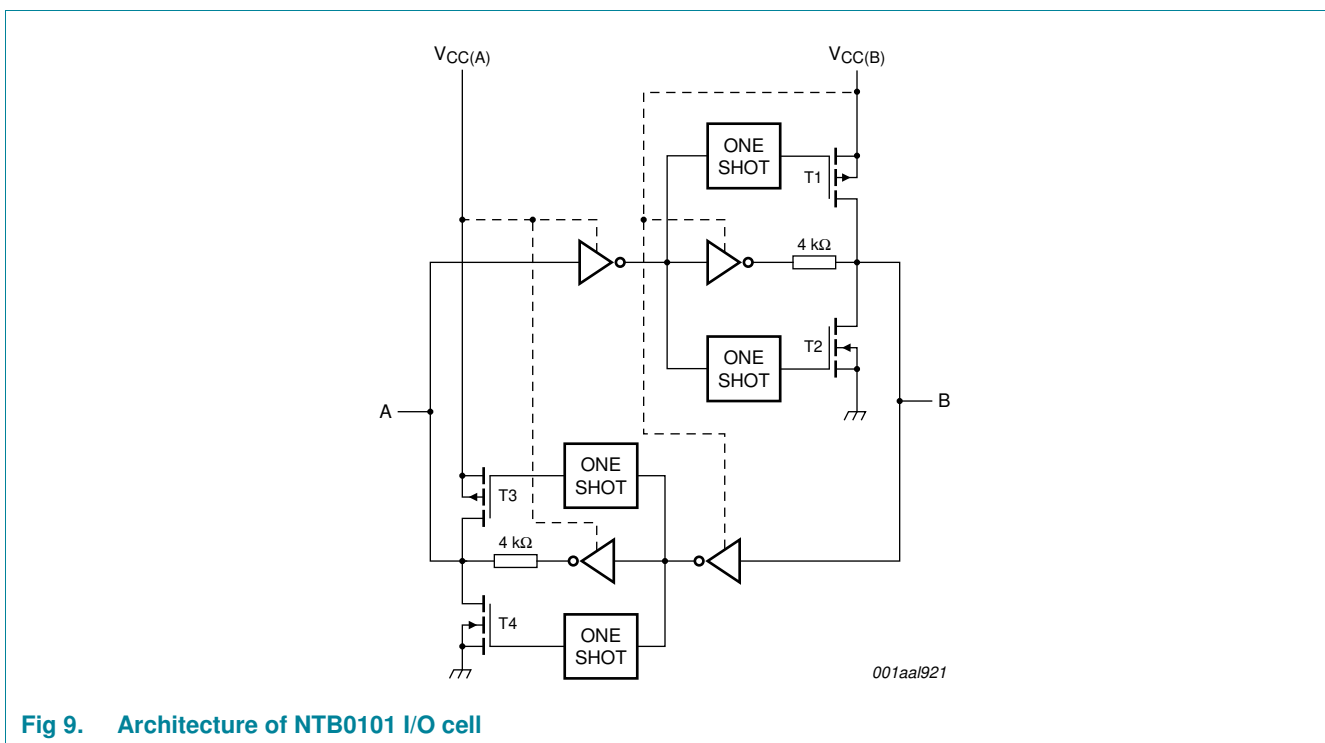 VCC(A)
VCC(B)
ONE
SHOT
T1
4 kΩ
ONE
SHOT
T2
A
B
ONE
SHOT
T3
4 kΩ
ONE
SHOT
T4
001aal921
Fig 9. Architecture of NTB0101 I/O cell